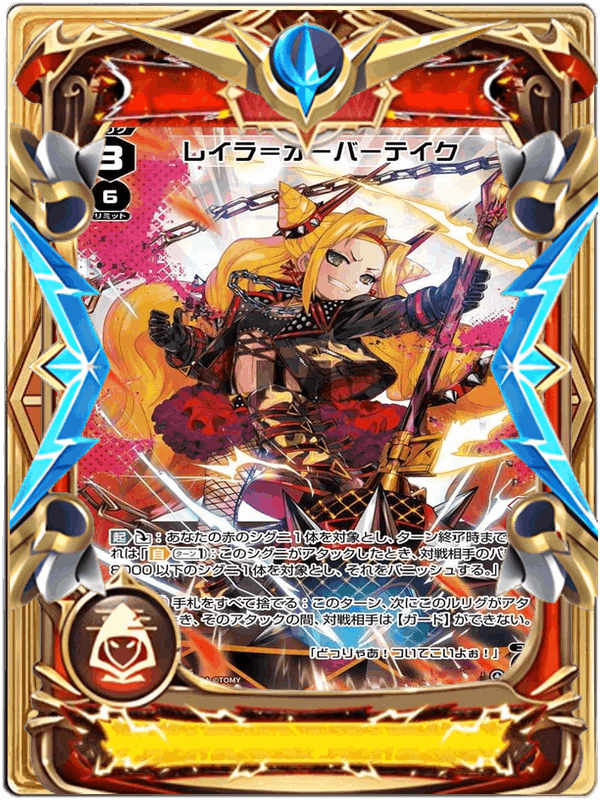 3
レイラ=オーバーテイク
6
リミット
起 : あなたの赤のシグニ1体を対象とし、ターン終了時まで
れは「自 ターン1 : このシグニがアタックしたとき、対戦相手のパ
8000以下のシグニ1体を対象とし、それをバニッシュする。」
手札をすべて捨てる : このターン、次にこのルリグがアタ
き、そのアタックの間、対戦相手は【ガード】ができない。
「どっりゃあ！ついてこいよぉ！」
©TOMY